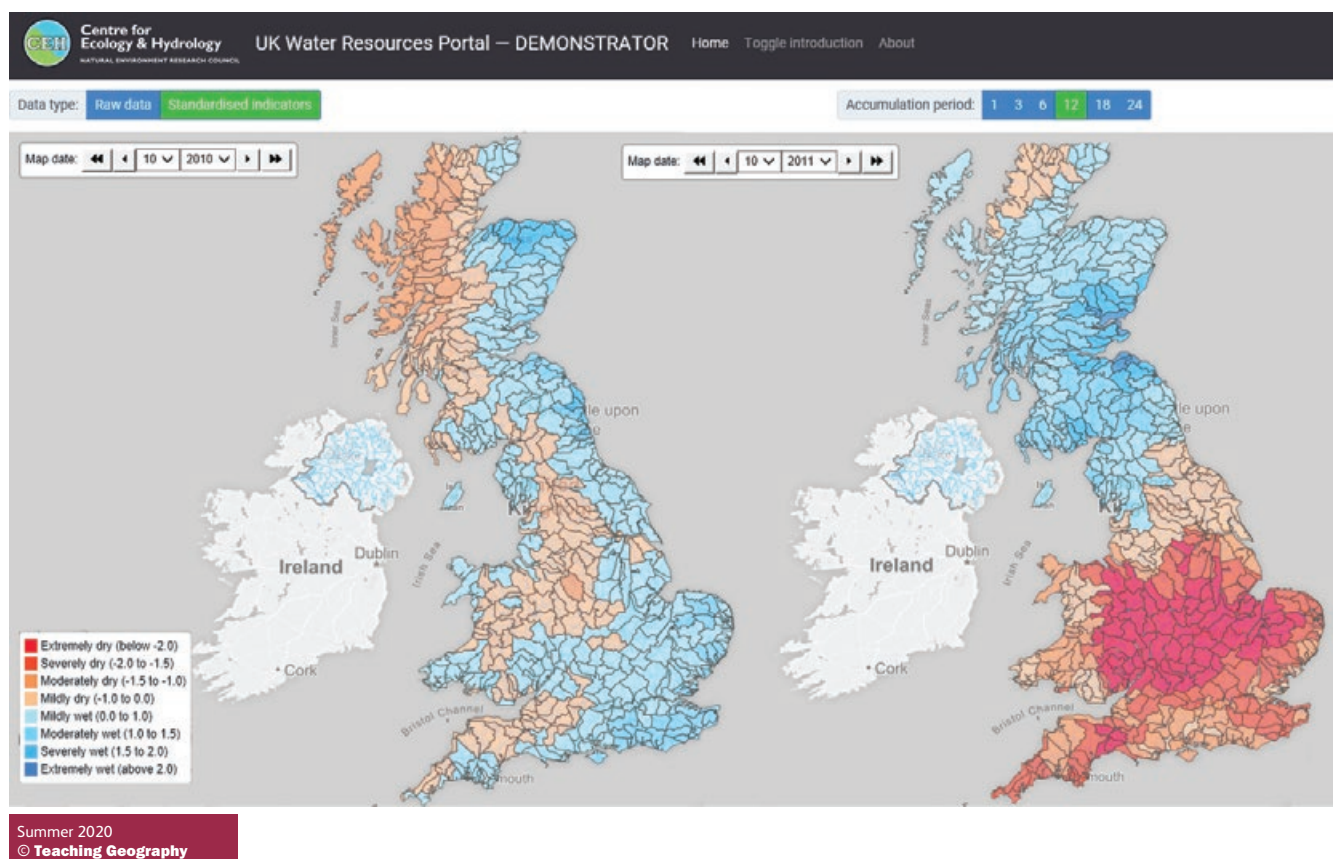 Centre for
Ecology & Hydrology
NATURAL ENVIRONMENT RESEARCH COUNCIL
UK Water Resources Portal — DEMONSTRATOR
Home Toggle introduction About
Data type: Raw data Standardised indicators
Accumulation period: 1 3 6 12 18 24
Map date: 10 2010
Map date: 10 2011
Inner Seas
le upon
e
Irish Sea
Dublin
Ireland
Cork
Bristol Channel
mouth
Inner Seas
le upon
e
Irish Sea
Dublin
Ireland
Cork
Bristol Channel
mouth
Extremely dry (below -2.0)
Severely dry (-2.0 to -1.5)
Moderately dry (-1.5 to -1.0)
Mildly dry (-1.0 to 0.0)
Mildly wet (0.0 to 1.0)
Moderately wet (1.0 to 1.5)
Severely wet (1.5 to 2.0)
Extremely wet (above 2.0)
Summer 2020
© Teaching Geography